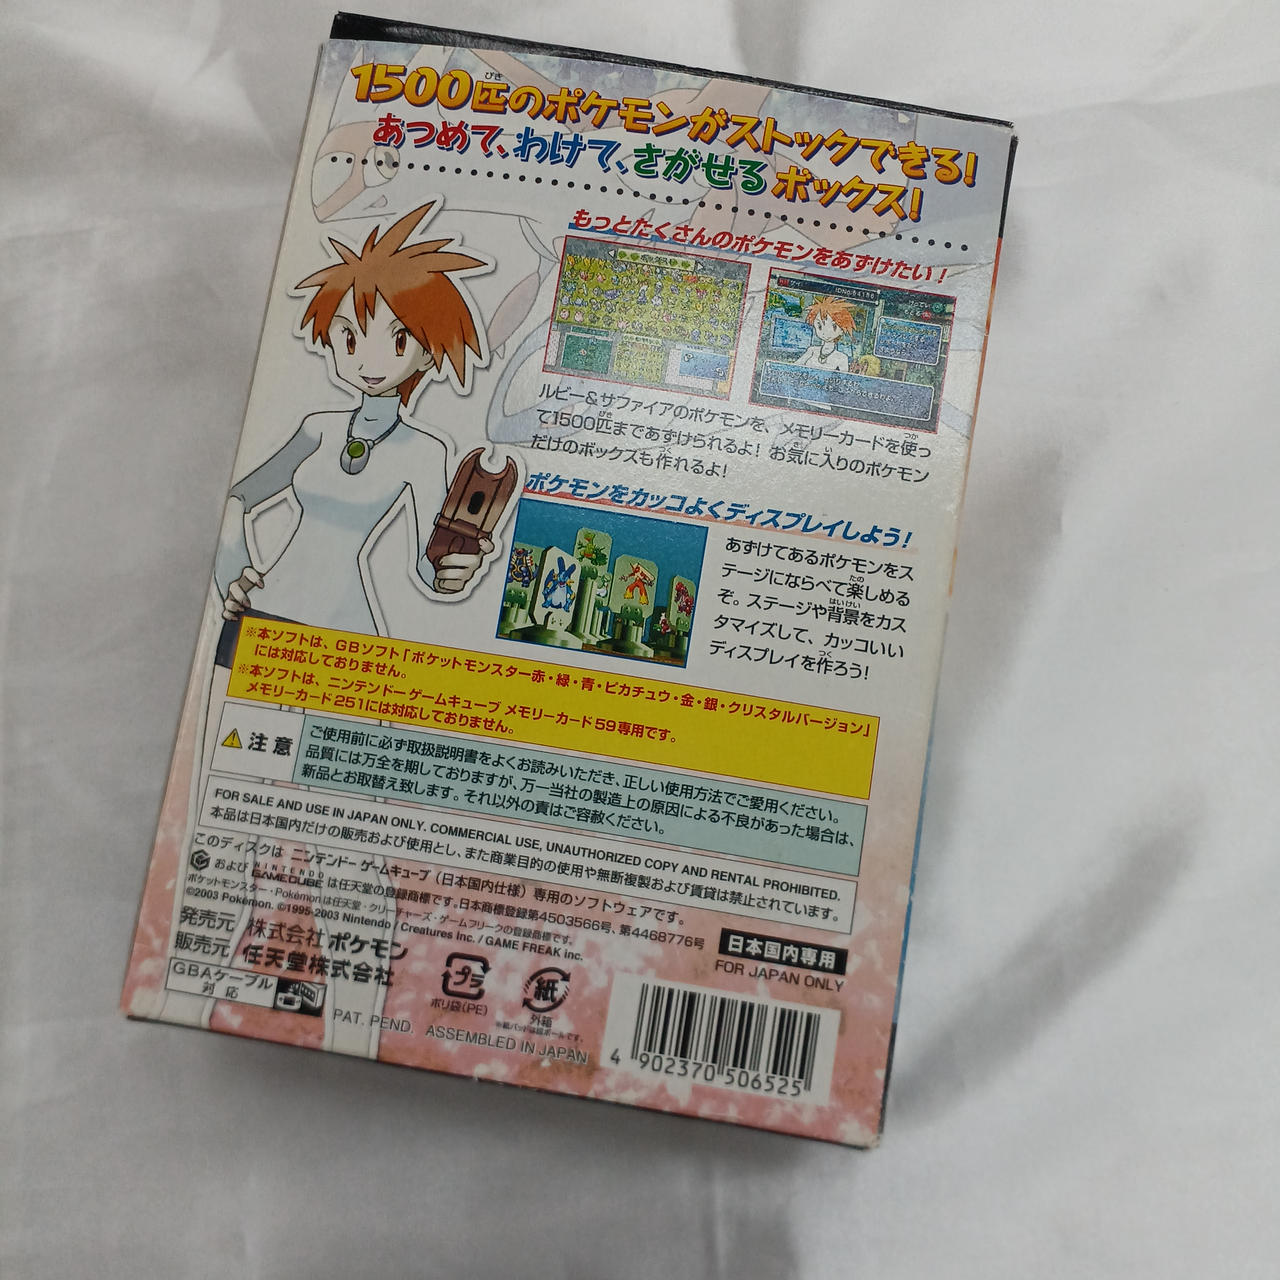 1500匹のポケモンがストックできる!
あつめて、わけて、さがせる ボックス!
もっとたくさんのポケモンをあずけたい!
ルビー&サファイアのポケモンを、メモリーカードを使っ
て1500匹まであずけられるよ! お気に入りのポケモン
だけのボックスも作れるよ!
ポケモンをカッコよくディスプレイしよう!
あずけてあるポケモンをス
テージにならべて楽しめる
ぞ。ステージや背景をカス
タマイズして、カッコいい
ディスプレイを作ろう!
※本ソフトは、GBソフト「ポケットモンスター赤・緑・青・ピカチュウ・金・銀・クリスタルバージョン」
には対応しておりません。
※本ソフトは、ニンテンドーゲームキューブ メモリーカード59専用です。
メモリーカード251には対応しておりません。
注意
ご使用前に必ず取扱説明書をよくお読みいただき、正しい使用方法でご愛用ください。
品質には万全を期しておりますが、万一当社の製造上の原因による不良があった場合は、
新品とお取替え致します。それ以外の責はご容赦ください。
FOR SALE AND USE IN JAPAN ONLY. COMMERCIAL USE, UNAUTHORIZED COPY AND RENTAL PROHIBITED.
本品は日本国内だけの販売および使用とし、また商業目的の使用や無断複製および賃貸は禁止されています。
このディスクは ニンテンドーゲームキューブ(日本国内仕様)専用のソフトウェアです。
および NINTENDO GAMECUBE は任天堂の登録商標です。日本商標登録第4503566号、第4468776号
ポケットモンスター・Pokémonは任天堂・クリーチャーズ・ゲームフリークの登録商標です。
©2003 Pokémon. ©1995-2003 Nintendo / Creatures inc. / GAME FREAK inc.
発売元 株式会社 ポケモン
販売元 任天堂株式会社
日本国内専用
FOR JAPAN ONLY
GBAケーブル
対応
プラ
ポリ袋(PE)
紙
外箱
※紙パッドは段ボールです。
PAT. PEND. ASSEMBLED IN JAPAN
4 902370 506525